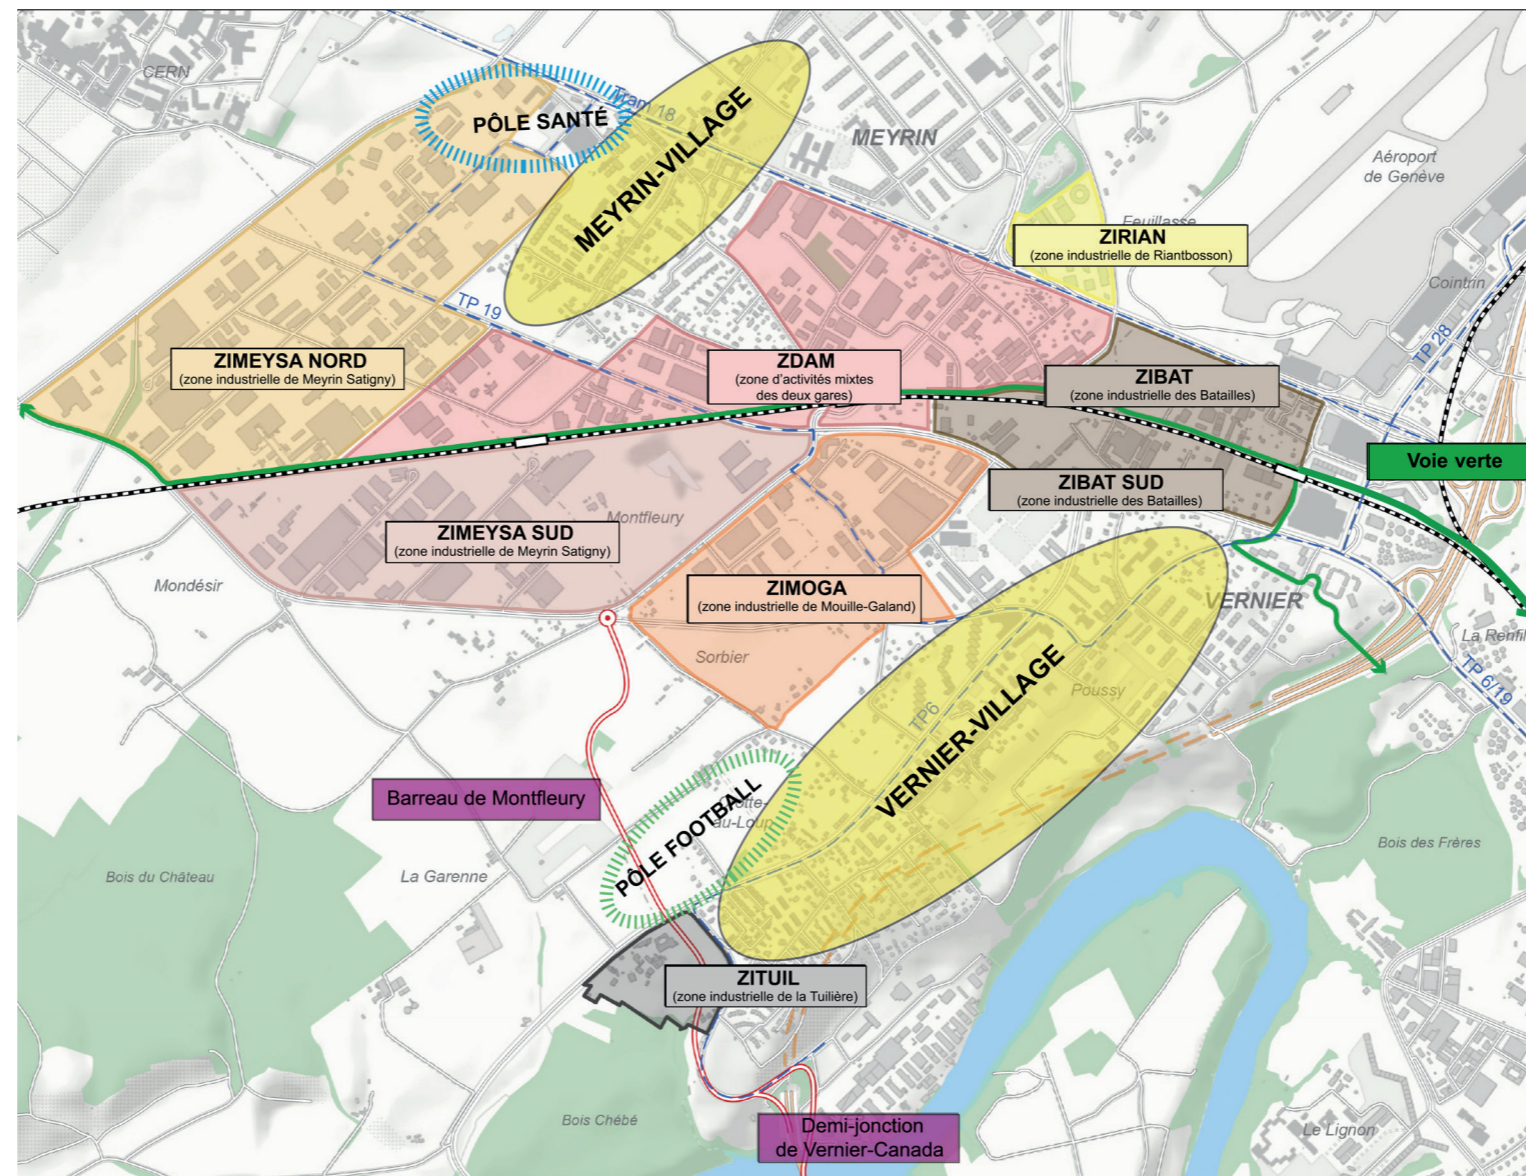 CERN
PÔLE SANTÉ
Tram 18
MEYRIN-VILLAGE
MEYRIN
Aéroport
de Genève
Feuillasse
ZIRIAN
(zone industrielle de Riantbosson)
Cointrin
TP 19
TP 28
ZIMEYSA NORD
(zone industrielle de Meyrin Satigny)
ZDAM
(zone d'activités mixtes
des deux gares)
ZIBAT
(zone industrielle des Batailles)
Voie verte
ZIBAT SUD
(zone industrielle des Batailles)
Montfleury
ZIMEYSA SUD
(zone industrielle de Meyrin Satigny)
Mondésir
ZIMOGA
(zone industrielle de Mouille-Galand)
VERNIER
La Renfil
Sorbier
TP 6/19
Poussy
TP6
VERNIER-VILLAGE
Barreau de Montfleury
au-Loup
PÔLE FOOTBALL
Bois des Frères
Bois du Château
La Garenne
ZITUIL
(zone industrielle de la Tuilière)
Bois Chébé
Demi-jonction
de Vernier-Canada
Le Lignon